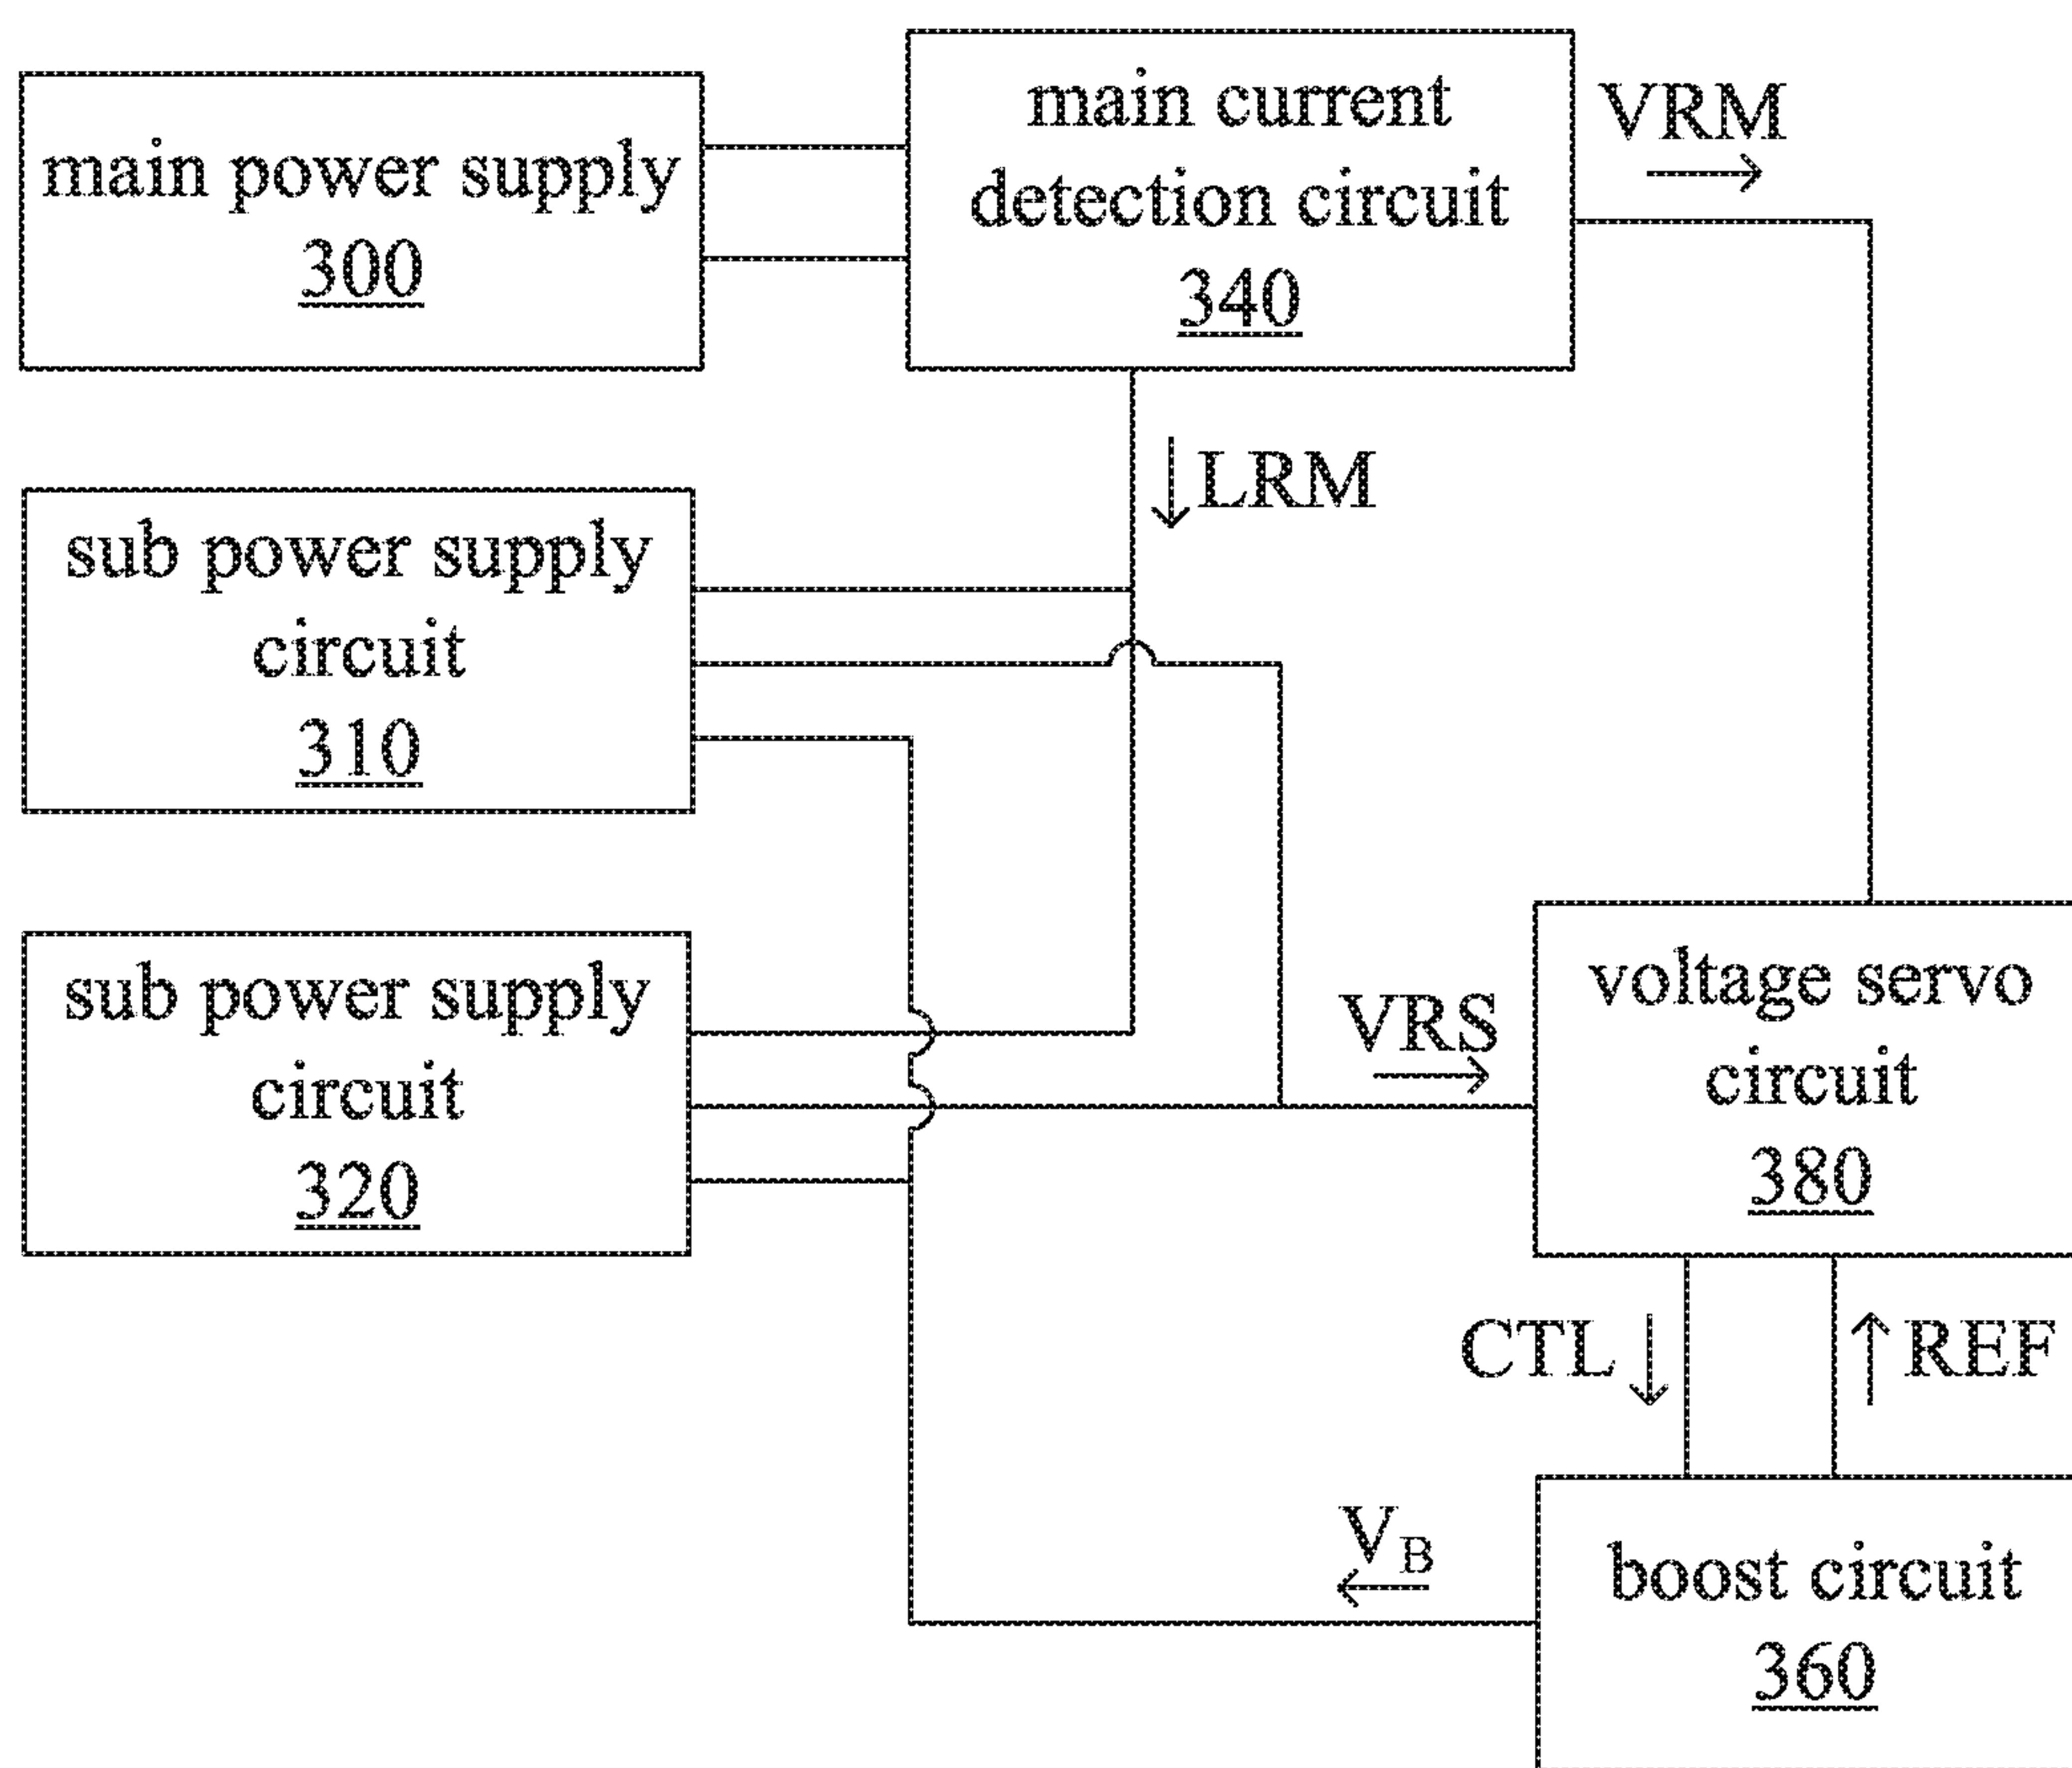 main power supply
300
main current
detection circuit
340
VRM
LRM
sub power supply
circuit
310
sub power supply
circuit
320
VRS
voltage servo
circuit
380
CTL
REF
VB
boost circuit
360